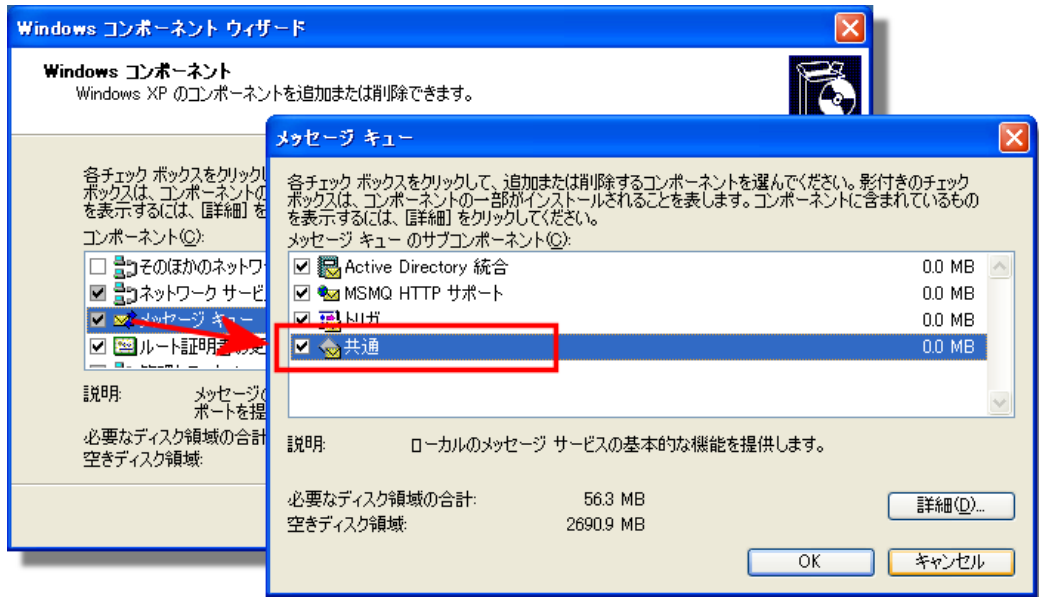 Windows コンポーネント ウィザード
Windows コンポーネント
Windows XP のコンポーネントを追加または削除できます。
各チェック ボックスをクリック
ボックスは、コンポーネントの
を表示するには、[詳細] を
コンポーネント(C):
そのほかのネットワ
ネットワーク サービ
メッセージ キュー
ルート証明書の更
説明:
メッセージの
ポートを提
必要なディスク領域の合計
空きディスク領域:
メッセージ キュー
各チェック ボックスをクリックして、追加または削除するコンポーネントを選んでください。影付きのチェック
ボックスは、コンポーネントの一部がインストールされることを表します。コンポーネントに含まれているもの
を表示するには、[詳細] をクリックしてください。
メッセージ キュー のサブコンポーネント(C):
Active Directory 統合 0.0 MB
MSMQ HTTP サポート 0.0 MB
トリガ 0.0 MB
共通 0.0 MB
説明: ローカルのメッセージ サービスの基本的な機能を提供します。
必要なディスク領域の合計: 56.3 MB
空きディスク領域: 2690.9 MB
詳細(D)...
OK キャンセル